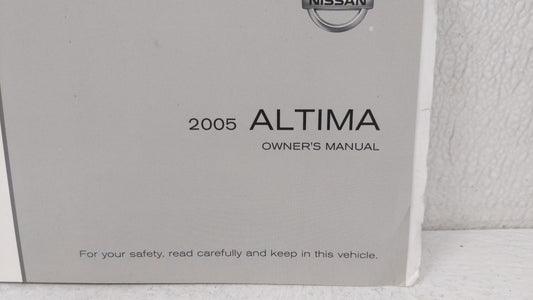 NISSAN
2005 ALTIMA
OWNER'S MANUAL
For your safety, read carefully and keep in this vehicle.